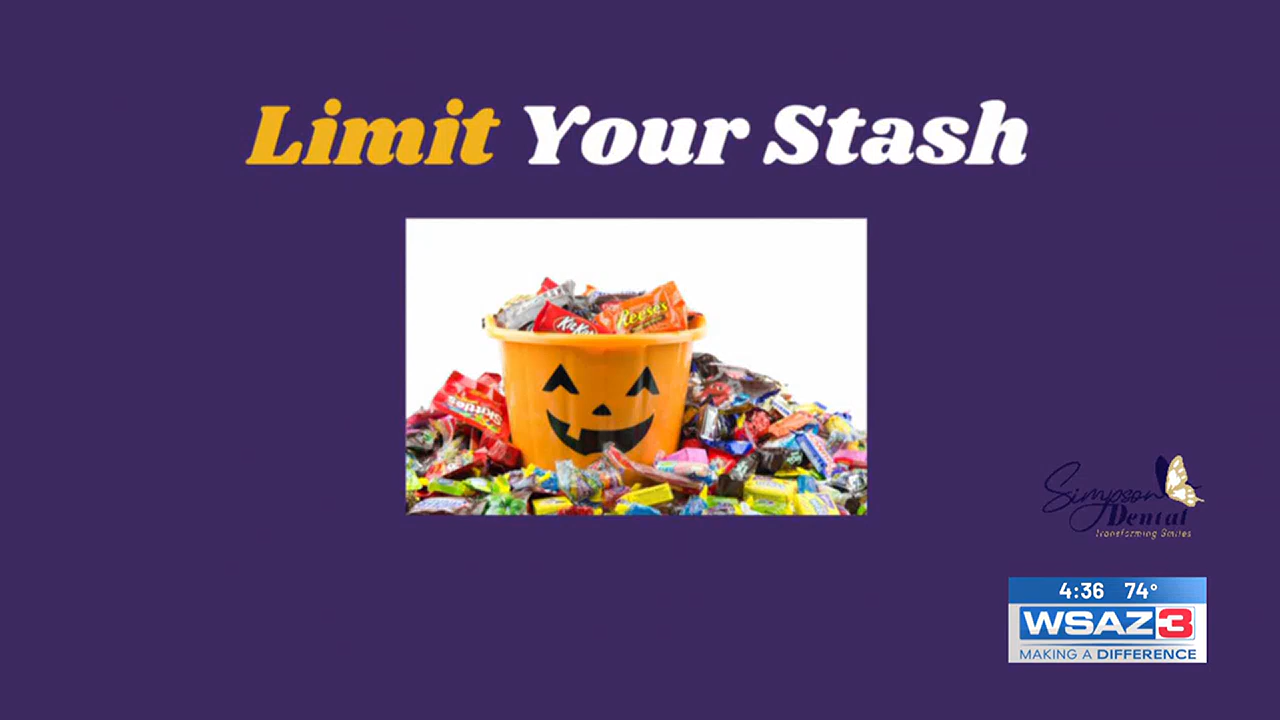 Limit Your Stash
KitKat
Reese's
Skittles
Simpson
Dental
Transforming Smiles
4:36 74°
WSAZ3
MAKING A DIFFERENCE